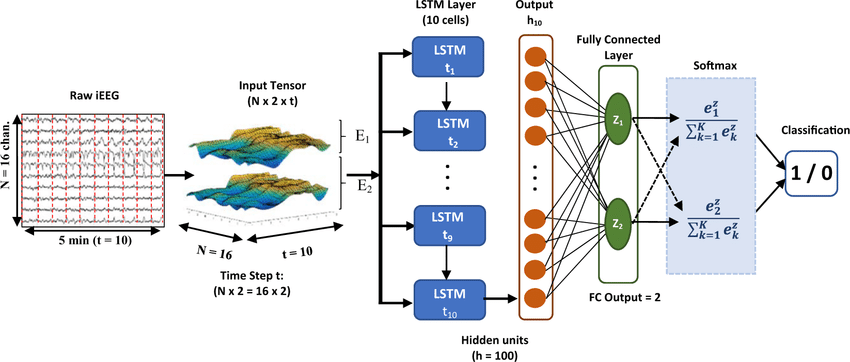 LSTM Layer
(10 cells)
Output
h10
Fully Connected
Layer
Softmax
Classification
Raw iEEG
Input Tensor
(N x 2 x t)
N = 16 chan.
5 min (t = 10)
E1
E2
N = 16
t = 10
Time Step t:
(N x 2 = 16 x 2)
LSTM
t1
LSTM
t2
LSTM
t9
LSTM
t10
Z1
Z2
FC Output = 2
Hidden units
(h = 100)
e_1^z / ∑_{k=1}^K e_k^z
e_2^z / ∑_{k=1}^K e_k^z
1 / 0